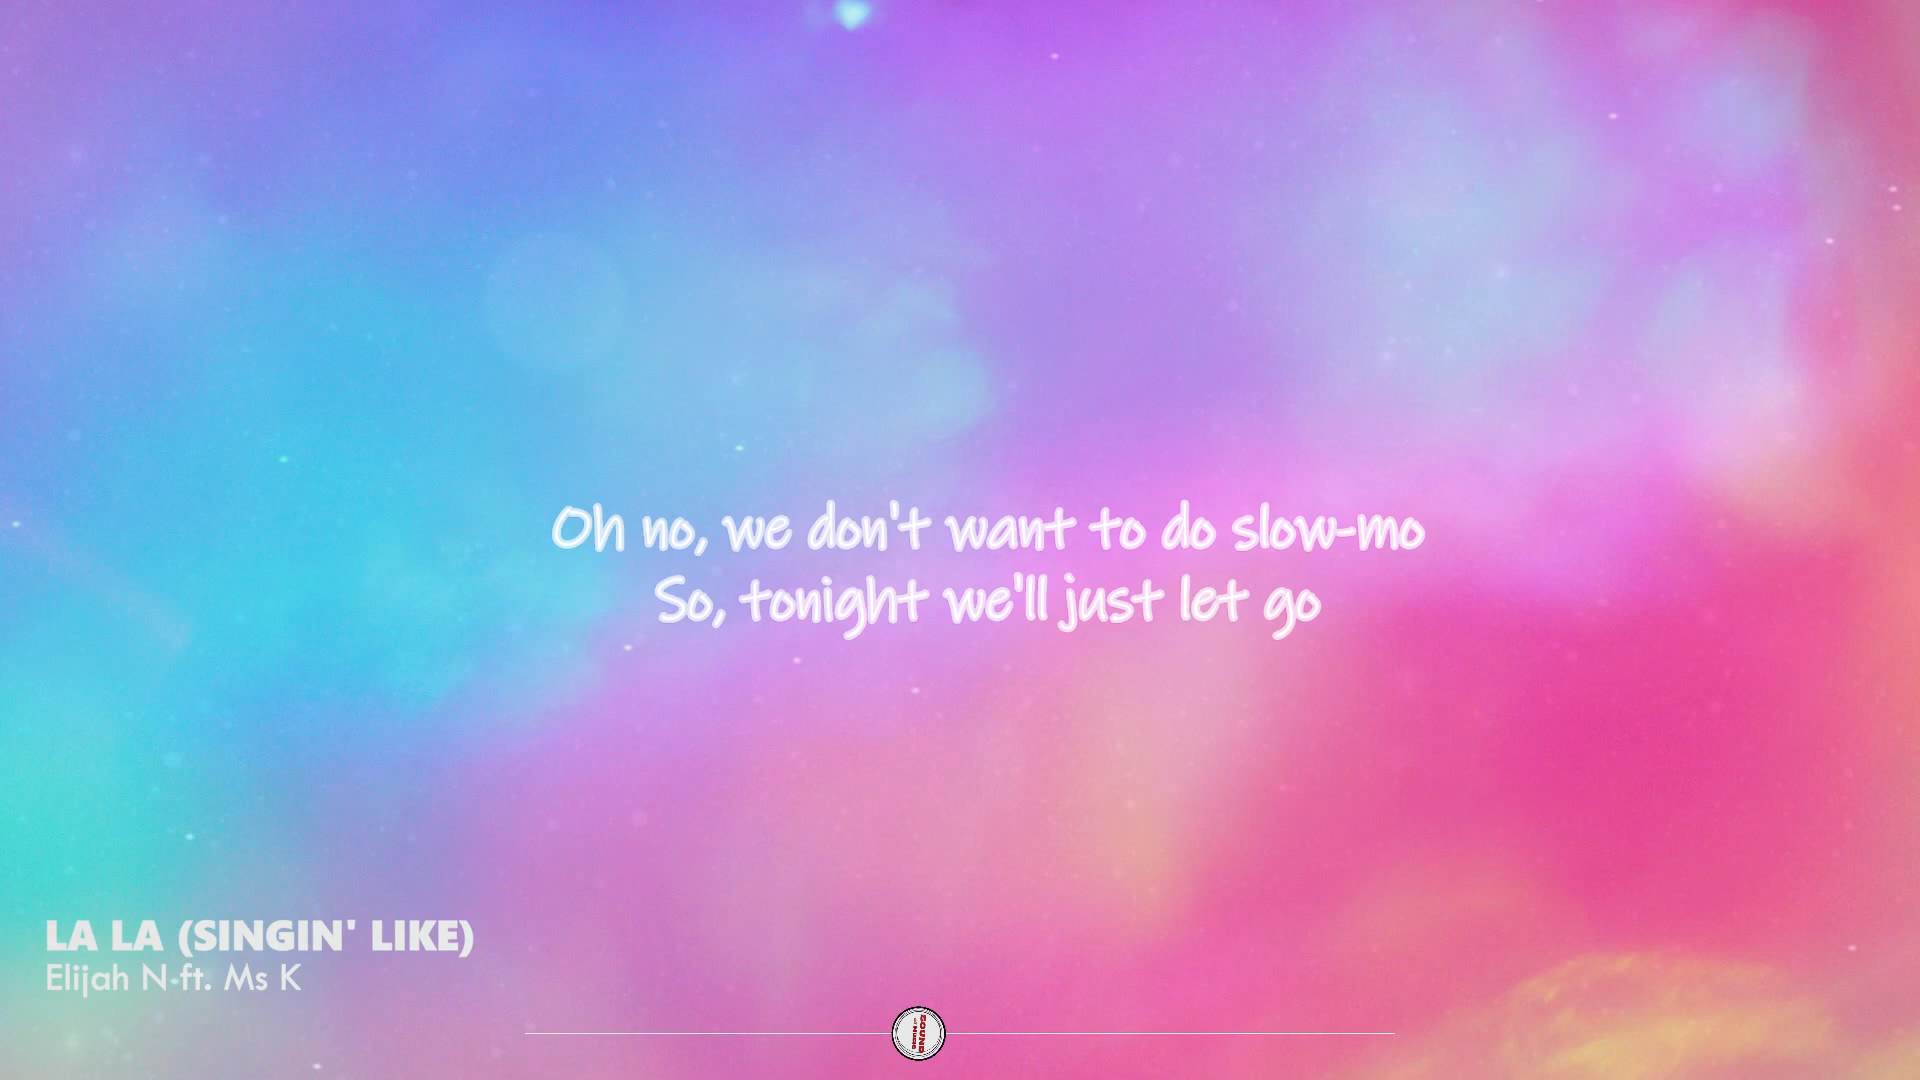 Oh no, we don't want to do slow-mo
So, tonight we'll just let go
LA LA (SINGIN' LIKE)
Elijah N ft. Ms K
SOUND